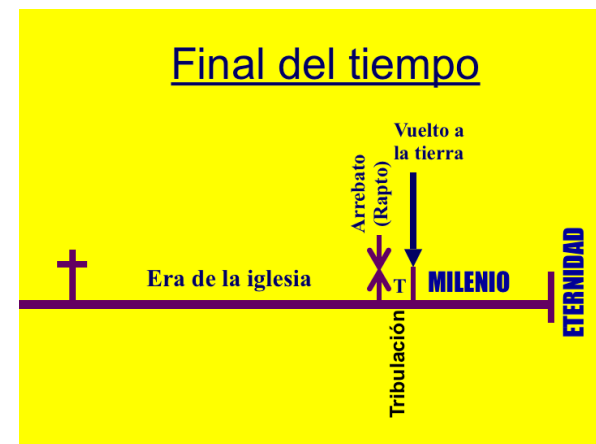 Final del tiempo
Vuelto a
la tierra
Arrebato
(Rapto)
Era de la iglesia
T
MILENIO
ETERNIDAD
Tribulación